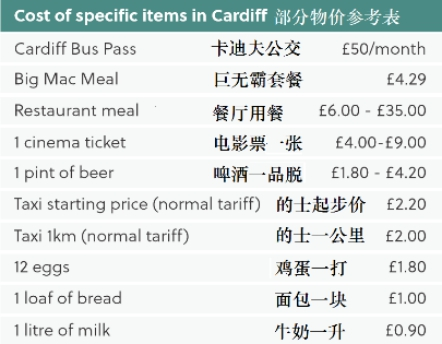 Cost of specific items in Cardiff 部分物价参考表
Cardiff Bus Pass 卡迪夫公交 £50/month
Big Mac Meal 巨无霸套餐 £4.29
Restaurant meal 餐厅用餐 £6.00 - £35.00
1 cinema ticket 电影票一张 £4.00-£9.00
1 pint of beer 啤酒一品脱 £1.80 - £4.20
Taxi starting price (normal tariff) 的士起步价 £2.20
Taxi 1km (normal tariff) 的士一公里 £2.00
12 eggs 鸡蛋一打 £1.80
1 loaf of bread 面包一块 £1.00
1 litre of milk 牛奶一升 £0.90